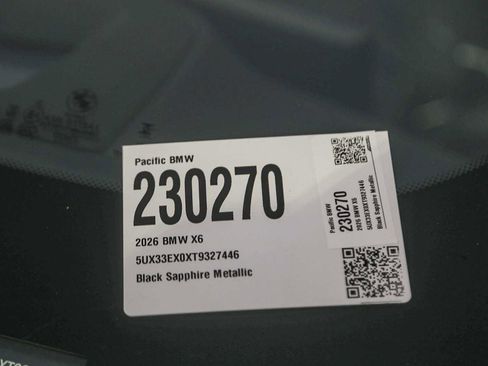 Pacific BMW
230270
2026 BMW X6
5UX33EX0XT9327446
Black Sapphire Metallic
Pacific BMW
230270
2026 BMW X6
5UX33EX0XT9327446
Black Sapphire Metallic